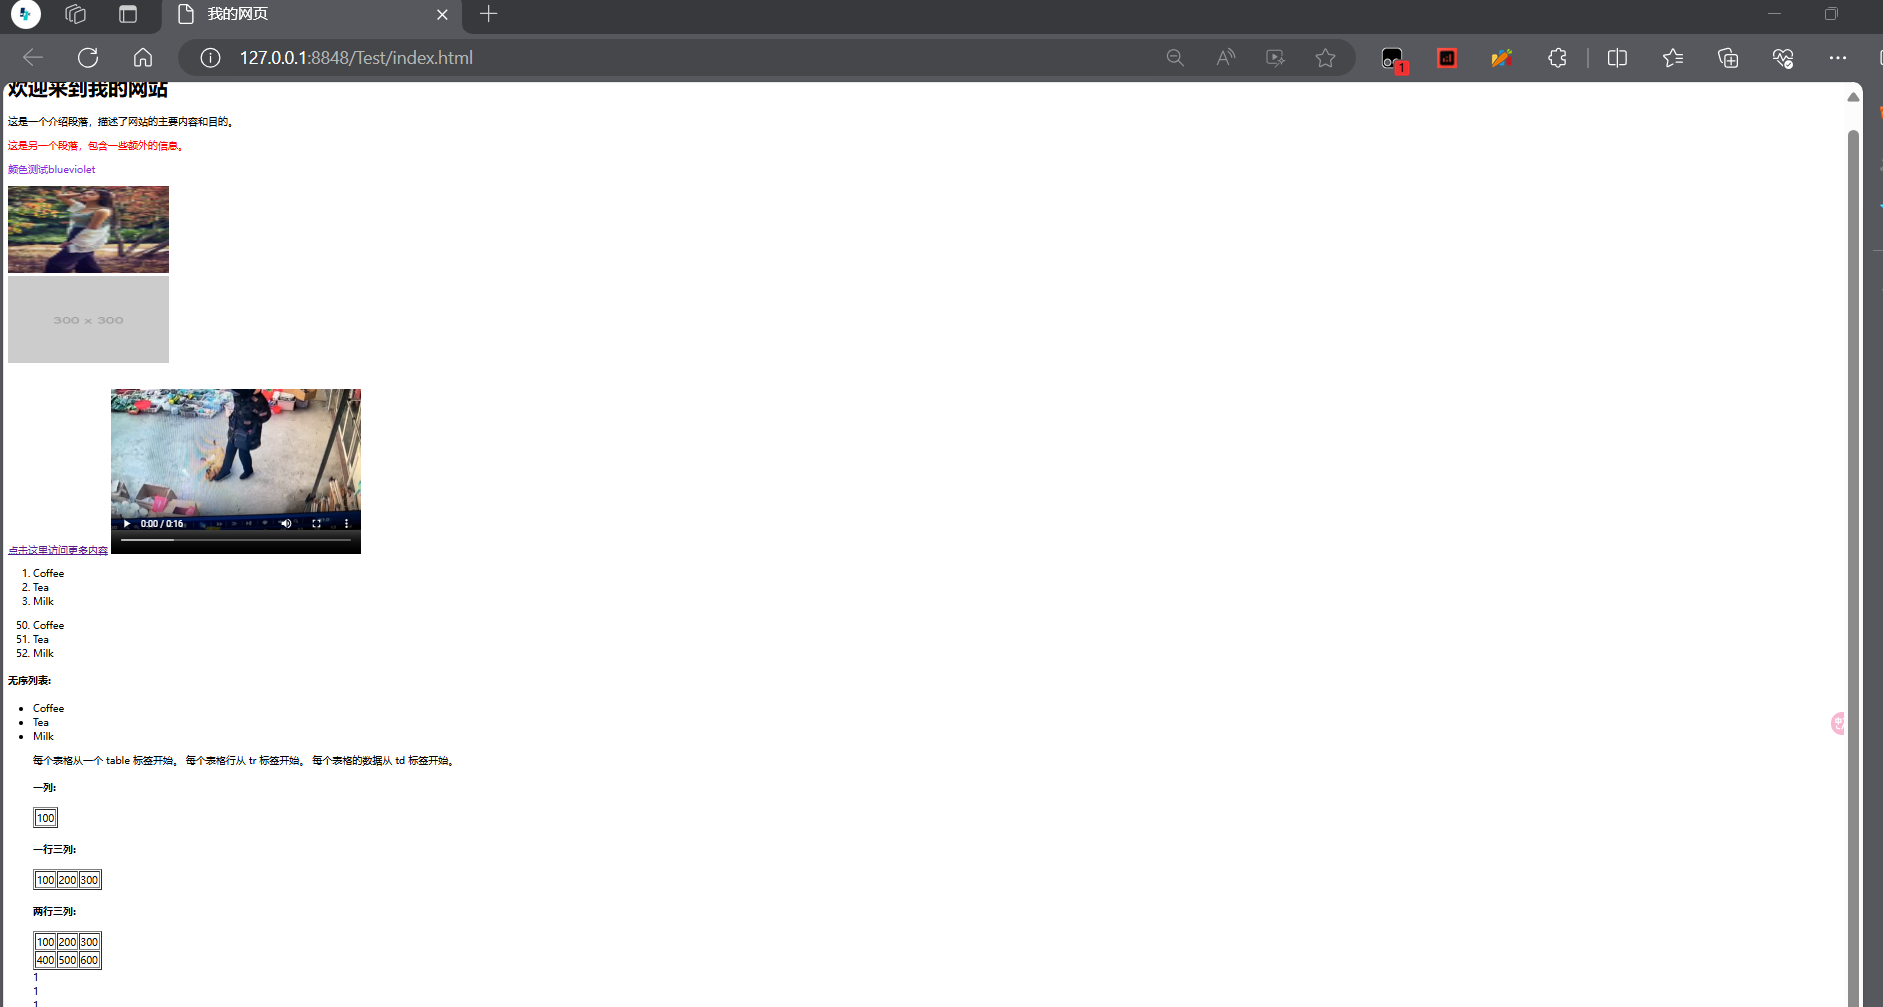 我的网页
127.0.0.1:8848/Test/index.html
1
欢迎来到我的网站
这是一个介绍段落，描述了网站的主要内容和目的。
这是另一个段落，包含一些额外的信息。
颜色测试blueviolet
300 x 300
0:00 / 0:16
点击这里访问更多内容
1. Coffee
2. Tea
3. Milk
50. Coffee
51. Tea
52. Milk
无序列表:
• Coffee
• Tea
• Milk
每个表格从一个 table 标签开始。 每个表格行从 tr 标签开始。 每个表格的数据从 td 标签开始。
一列:
100
一行三列:
100 200 300
两行三列:
100 200 300
400 500 600
1
1
1